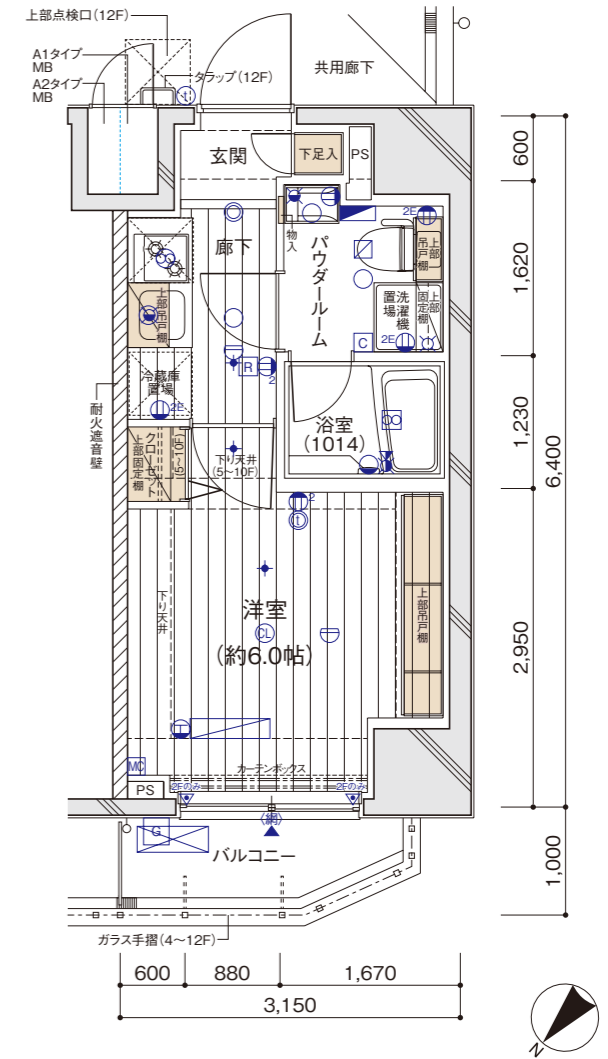 上部点検口(12F)
A1タイプ
MB
A2タイプ
MB
タラップ(12F)
t
共用廊下
玄関
下足入
PS
物入
廊下
パウダールーム
2E
上部吊戸棚
洗濯機置場
上部固定棚
2E
C
上部吊戸棚
R
2
冷蔵庫置場
2E
浴室
(1014)
耐火遮音壁
クローゼット
上部固定棚
(5~10F)
下り天井
(5~10F)
2
t
下り天井
洋室
CL
(約6.0帖)
上部吊戸棚
MC
PS
カーテンボックス
2Fのみ
2Fのみ
〈網〉
G
バルコニー
ガラス手摺(4~12F)
600
1,620
1,230
2,950
6,400
1,000
600
880
1,670
3,150
N